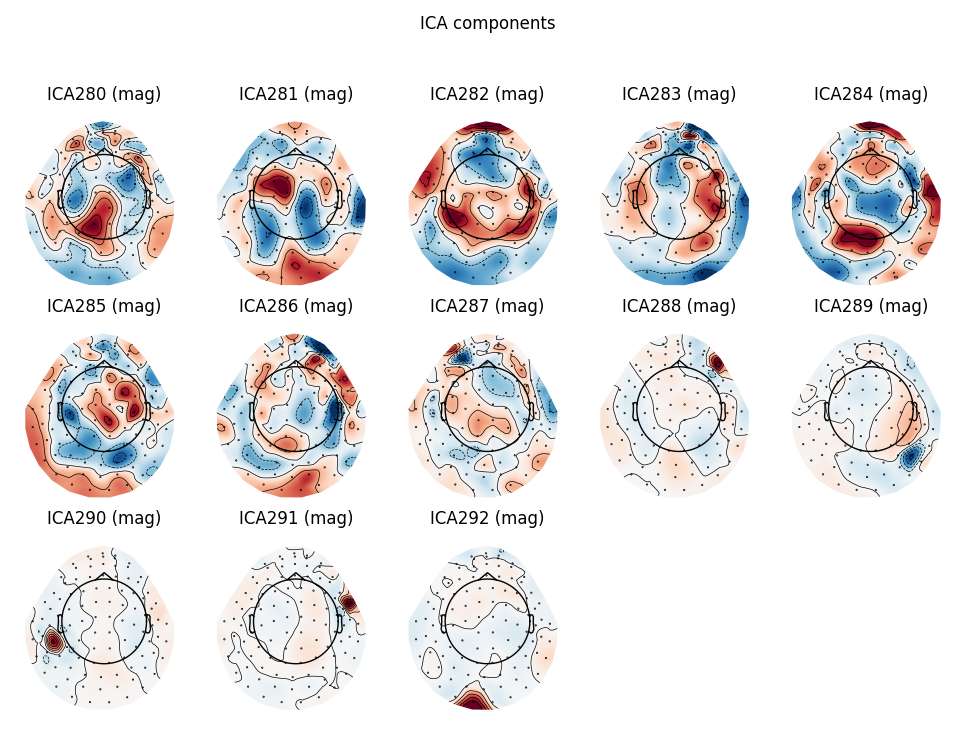 ICA components
ICA280 (mag) ICA281 (mag) ICA282 (mag) ICA283 (mag) ICA284 (mag)
ICA285 (mag) ICA286 (mag) ICA287 (mag) ICA288 (mag) ICA289 (mag)
ICA290 (mag) ICA291 (mag) ICA292 (mag)